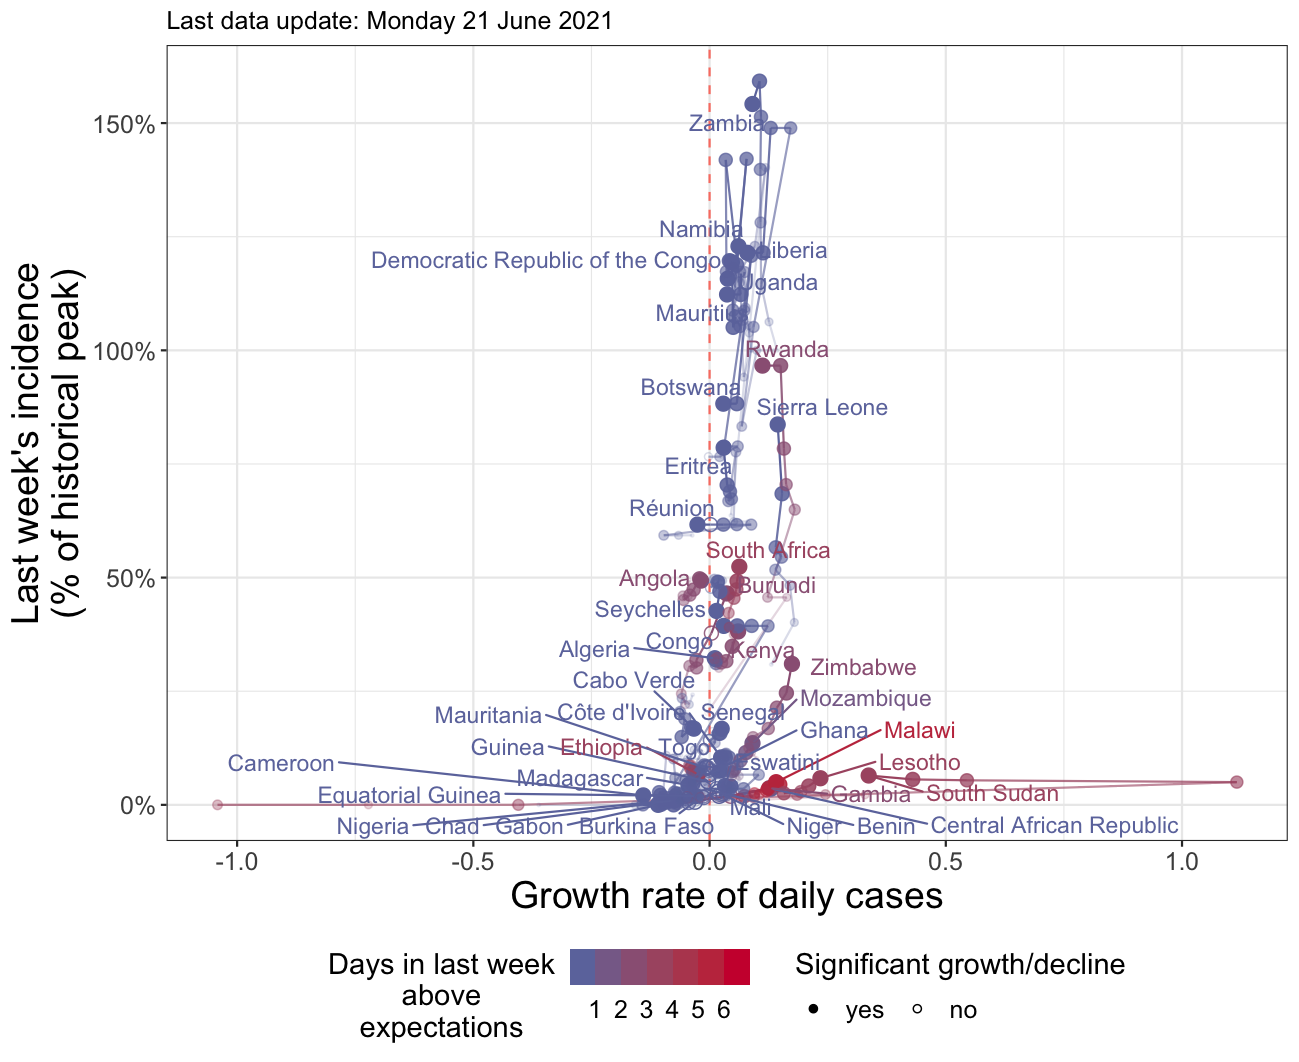 Last data update: Monday 21 June 2021
Last week's incidence
(% of historical peak)
150%
100%
50%
0%
Zambia
Namibia
Liberia
Democratic Republic of the Congo
Uganda
Mauritius
Rwanda
Botswana
Sierra Leone
Eritrea
Réunion
South Africa
Angola
Burundi
Seychelles
Congo
Algeria
Kenya
Zimbabwe
Cabo Verde
Mozambique
Mauritania
Côte d'Ivoire
Senegal
Ghana
Malawi
Guinea
Ethiopia
Togo
Cameroon
Eswatini
Lesotho
Madagascar
Equatorial Guinea
Gambia
South Sudan
Mali
Nigeria
Chad
Gabon
Burkina Faso
Niger
Benin
Central African Republic
-1.0
-0.5
0.0
0.5
1.0
Growth rate of daily cases
Days in last week
above
expectations
1 2 3 4 5 6
Significant growth/decline
yes
no